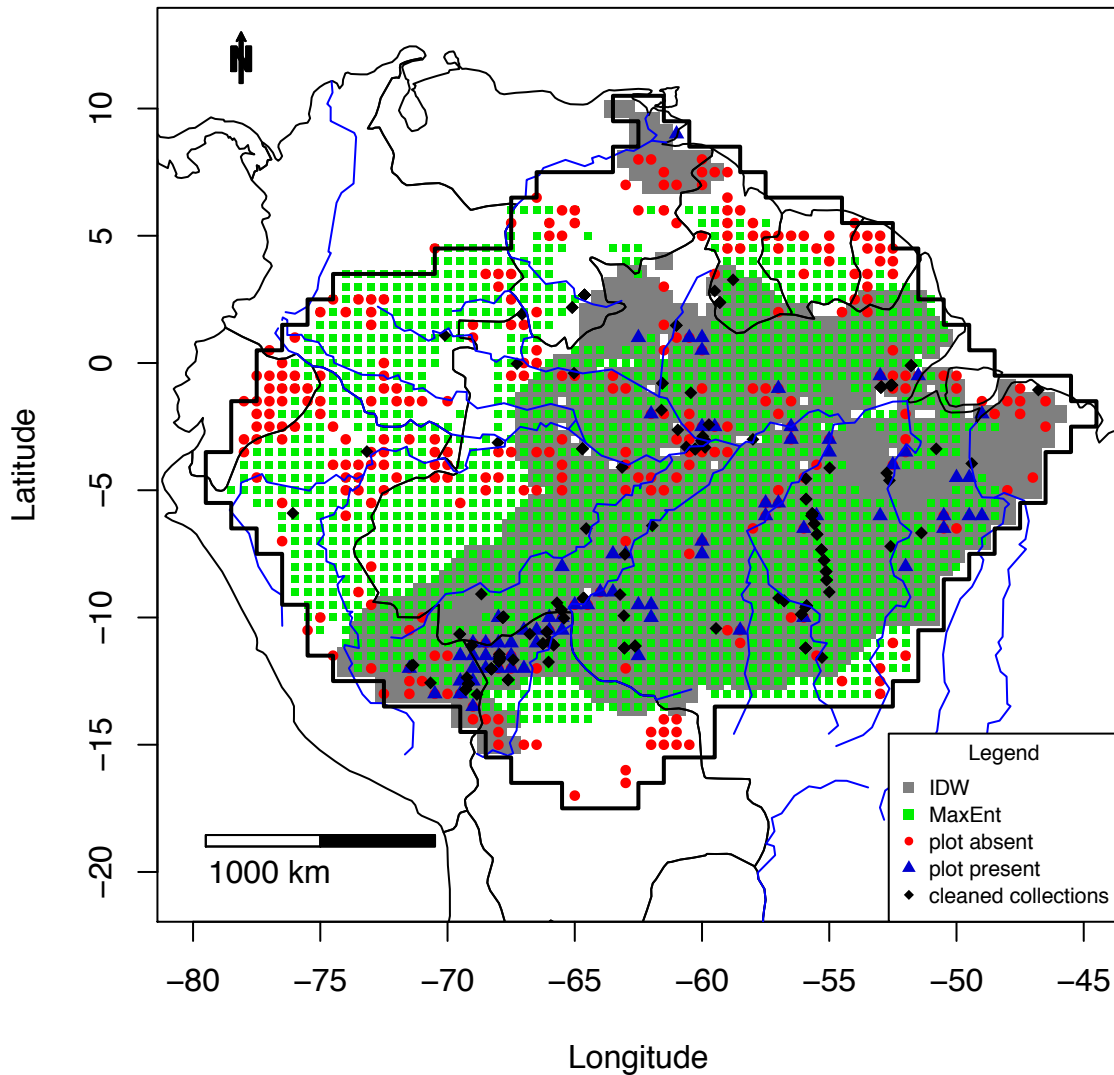 N
Latitude
10
5
0
−5
−10
−15
−20
1000 km
Legend
IDW
MaxEnt
plot absent
plot present
cleaned collections
−80 −75 −70 −65 −60 −55 −50 −45
Longitude